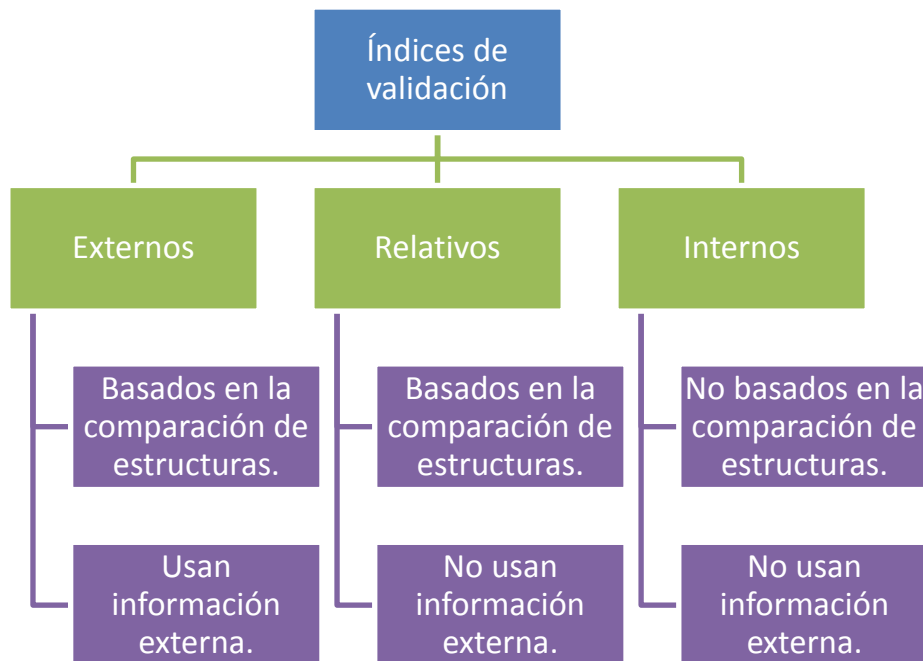 Índices de
validación
Externos
Relativos
Internos
Basados en la
comparación de
estructuras.
Basados en la
comparación de
estructuras.
No basados en la
comparación de
estructuras.
Usan
información
externa.
No usan
información
externa.
No usan
información
externa.